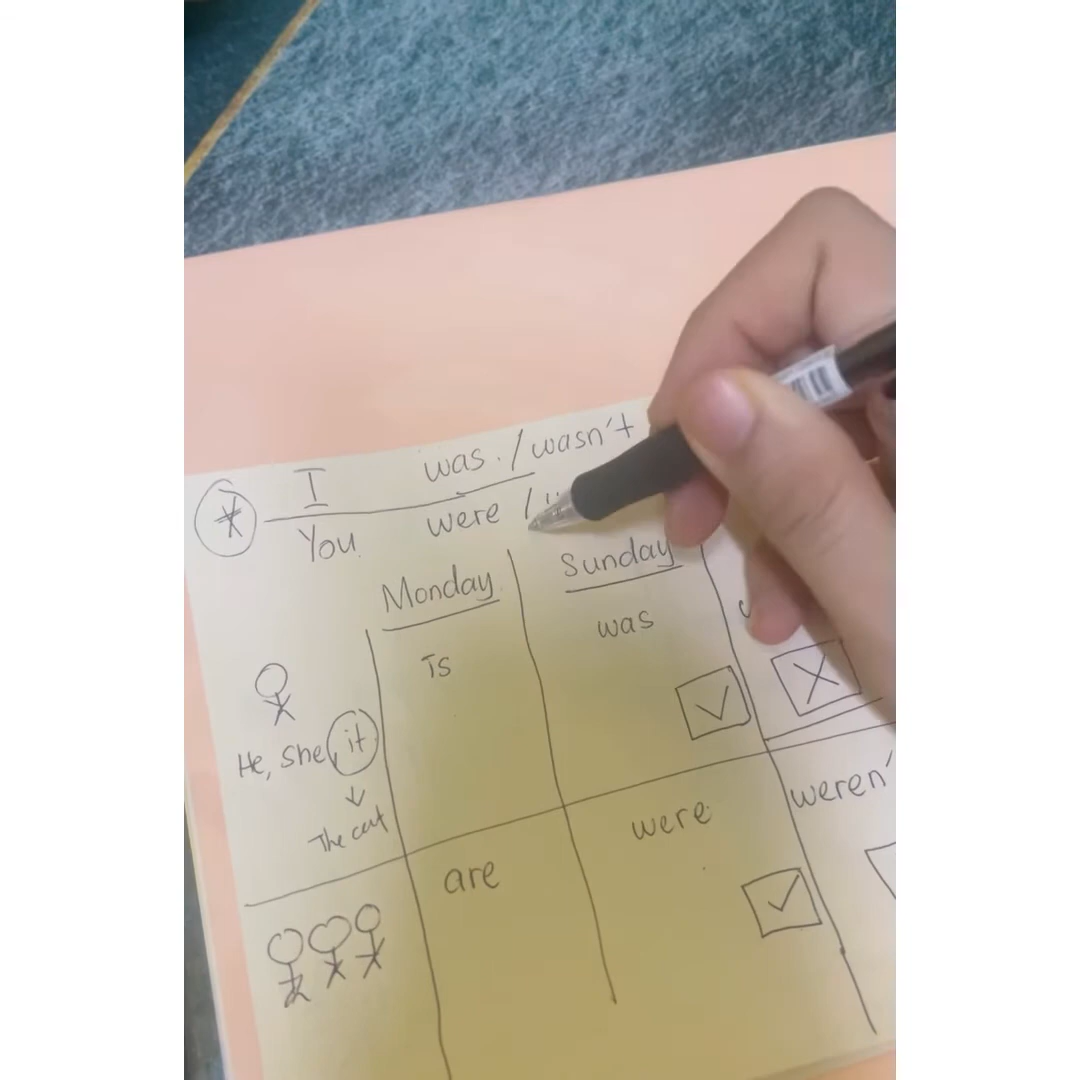 I was. / wasn't
You were /
Monday Sunday
is was
He, She, it
The cat
are were weren'